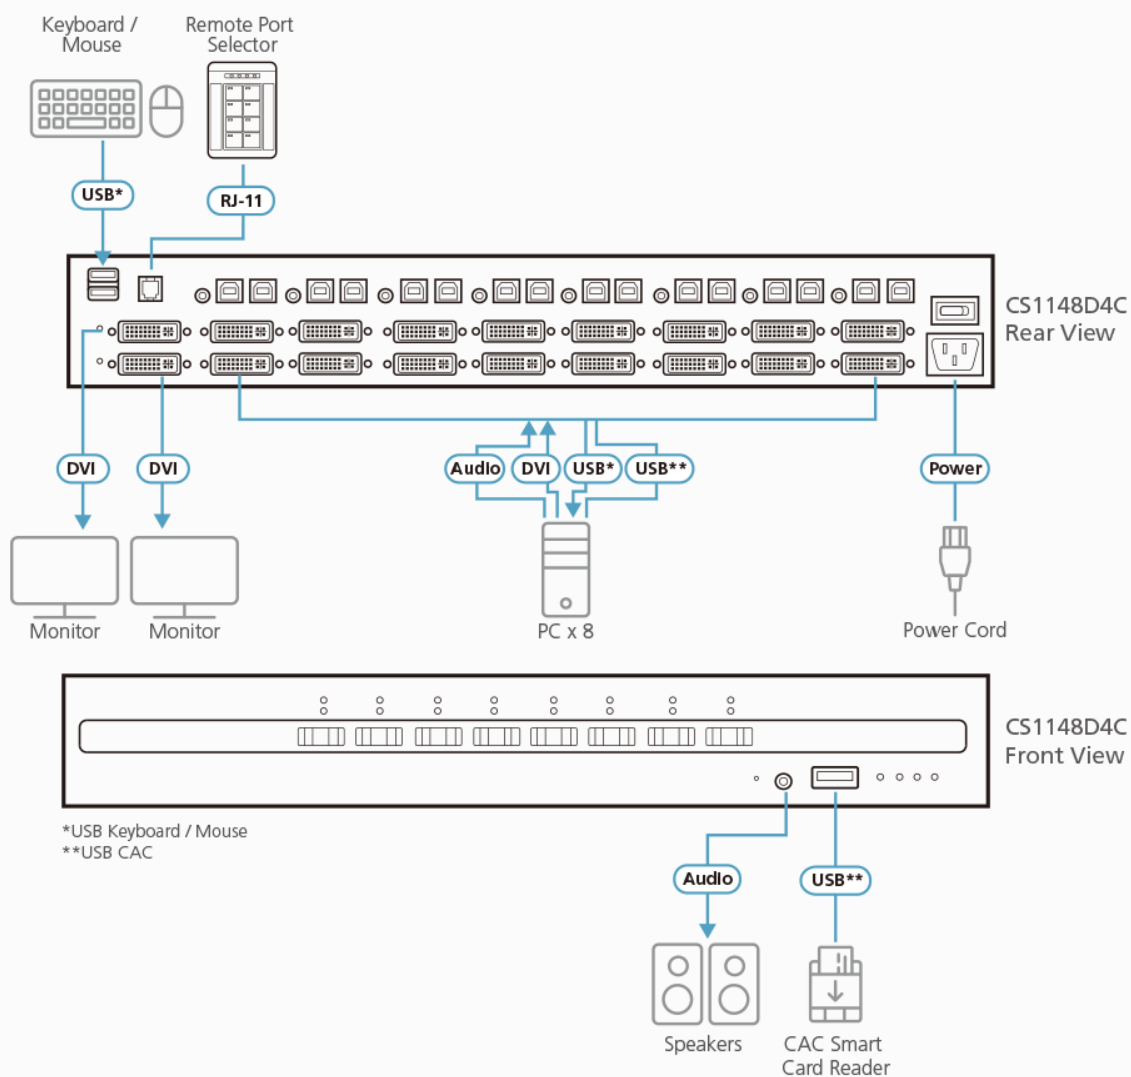 Keyboard /
Mouse
Remote Port
Selector
USB*
RJ-11
CS1148D4C
Rear View
DVI
DVI
Audio
DVI
USB*
USB**
Power
Monitor
Monitor
PC x 8
Power Cord
CS1148D4C
Front View
*USB Keyboard / Mouse
**USB CAC
Audio
USB**
Speakers
CAC Smart
Card Reader